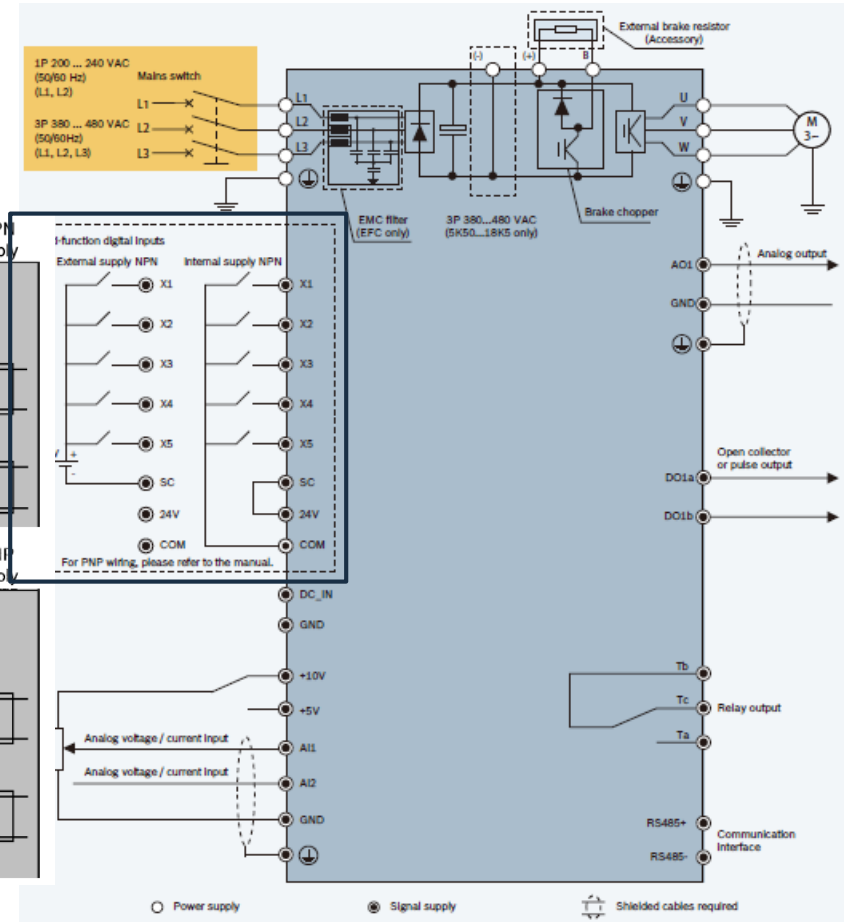 External brake resistor
(Accessory)
(-)
(+)
B
1P 200 ... 240 VAC
(50/60 Hz)
(L1, L2)
Mains switch
3P 380 ... 480 VAC
(50/60Hz)
(L1, L2, L3)
L1
L2
L3
L1
L2
L3
U
V
W
M
3~
EMC filter
(EFC only)
3P 380...480 VAC
(5K50...18K5 only)
Brake chopper
-function digital inputs
External supply NPN
Internal supply NPN
X1
X1
X2
X2
X3
X3
X4
X4
X5
X5
+
-
SC
SC
24V
24V
COM
COM
For PNP wiring, please refer to the manual.
AO1
Analog output
GND
Open collector
or pulse output
DO1a
DO1b
DC_IN
GND
+10V
+5V
Analog voltage / current input
AI1
Analog voltage / current input
AI2
GND
Tb
Tc
Relay output
Ta
RS485+
Communication
Interface
RS485-
Power supply
Signal supply
Shielded cables required